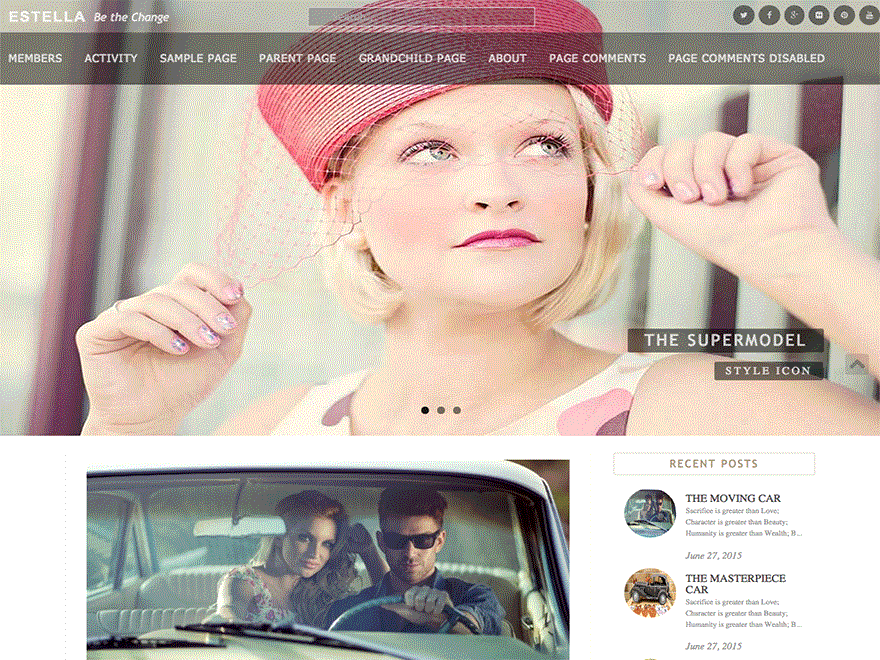 ESTELLA Be the Change
MEMBERS ACTIVITY SAMPLE PAGE PARENT PAGE GRANDCHILD PAGE ABOUT PAGE COMMENTS PAGE COMMENTS DISABLED
THE SUPERMODEL
STYLE ICON
RECENT POSTS
THE MOVING CAR
Sacrifice is greater than Love;
Character is greater than Beauty;
Humanity is greater than Wealth; B...
June 27, 2015
THE MASTERPIECE
CAR
Sacrifice is greater than Love;
Character is greater than Beauty;
Humanity is greater than Wealth; B...
June 27, 2015